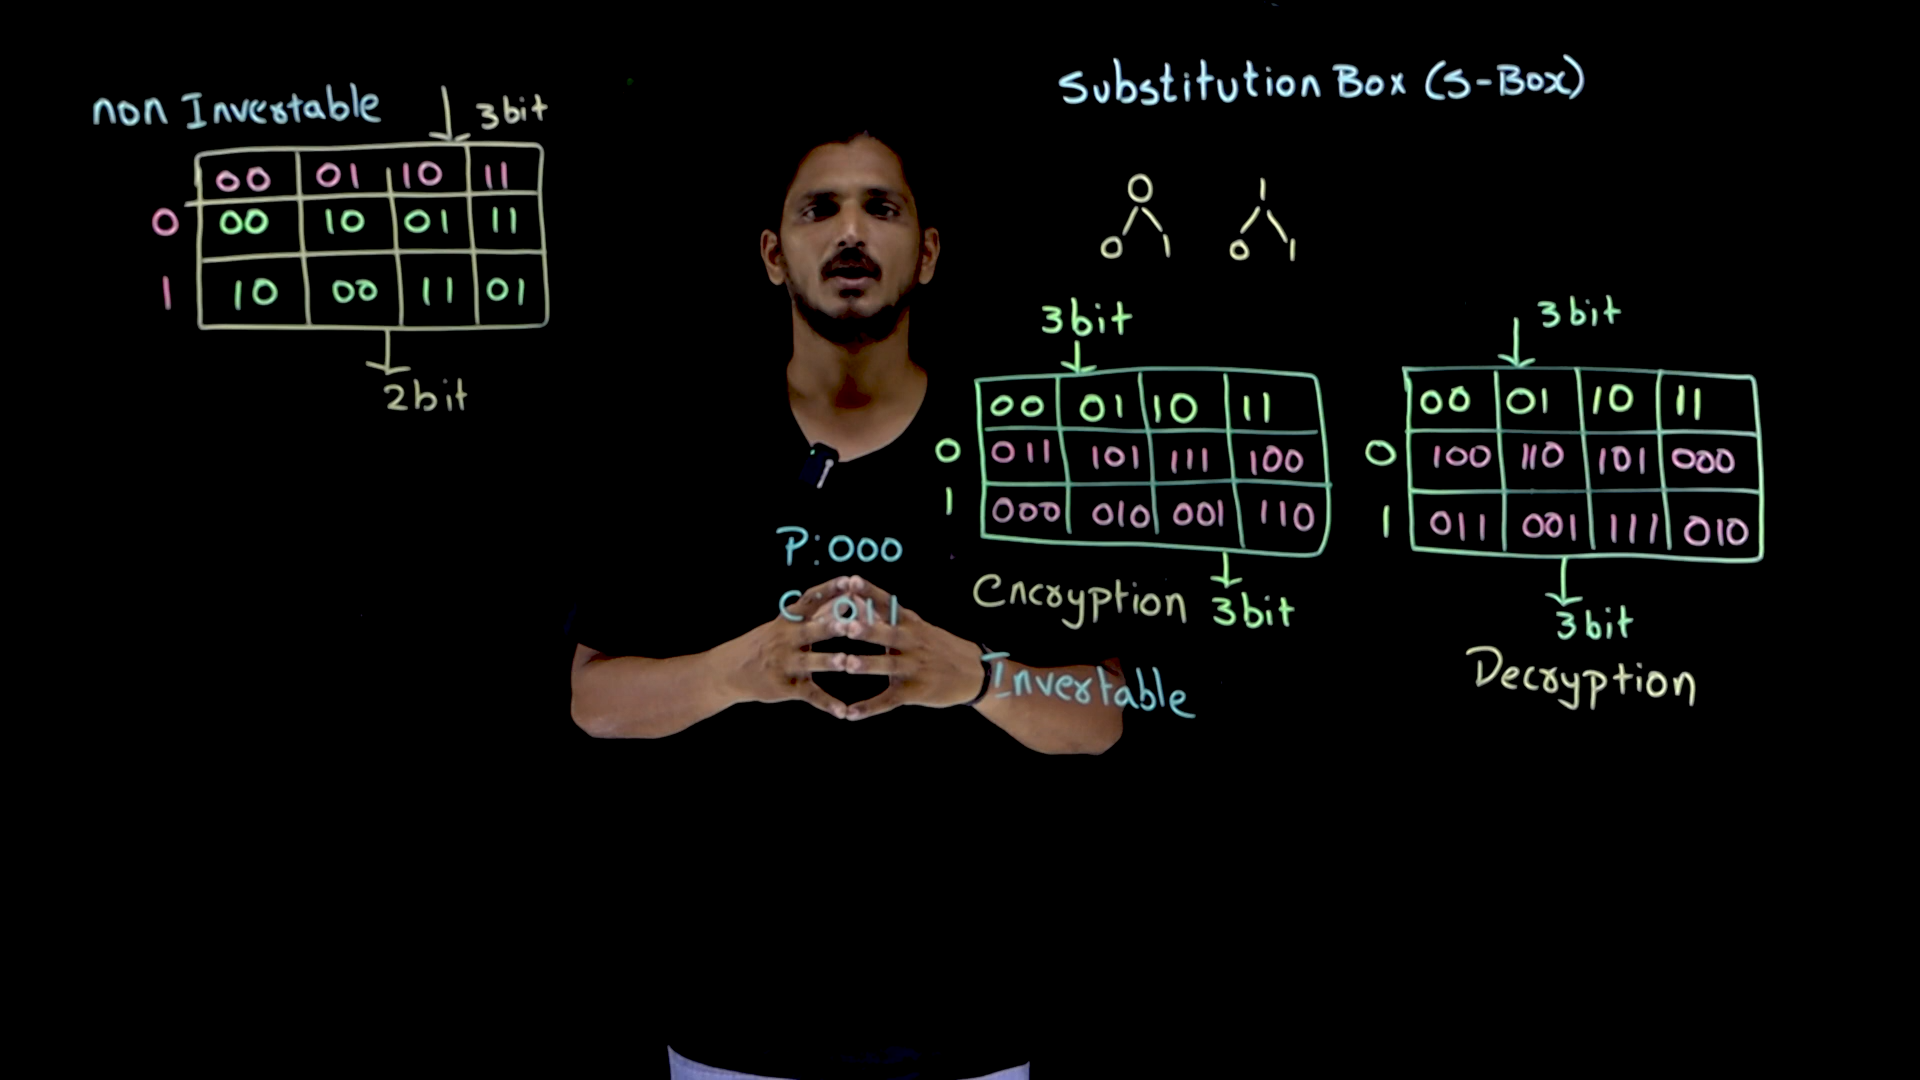 Substitution Box (S-Box)
non Invertable
3bit
00 01 10 11
0 00 10 01 11
1 10 00 11 01
2bit
0 1
0 1 0 1
3bit
00 01 10 11
0 011 101 111 100
1 000 010 001 110
Encryption 3bit
Invertable
P:000
C:011
3bit
00 01 10 11
0 100 110 101 000
1 011 001 111 010
3bit
Decryption